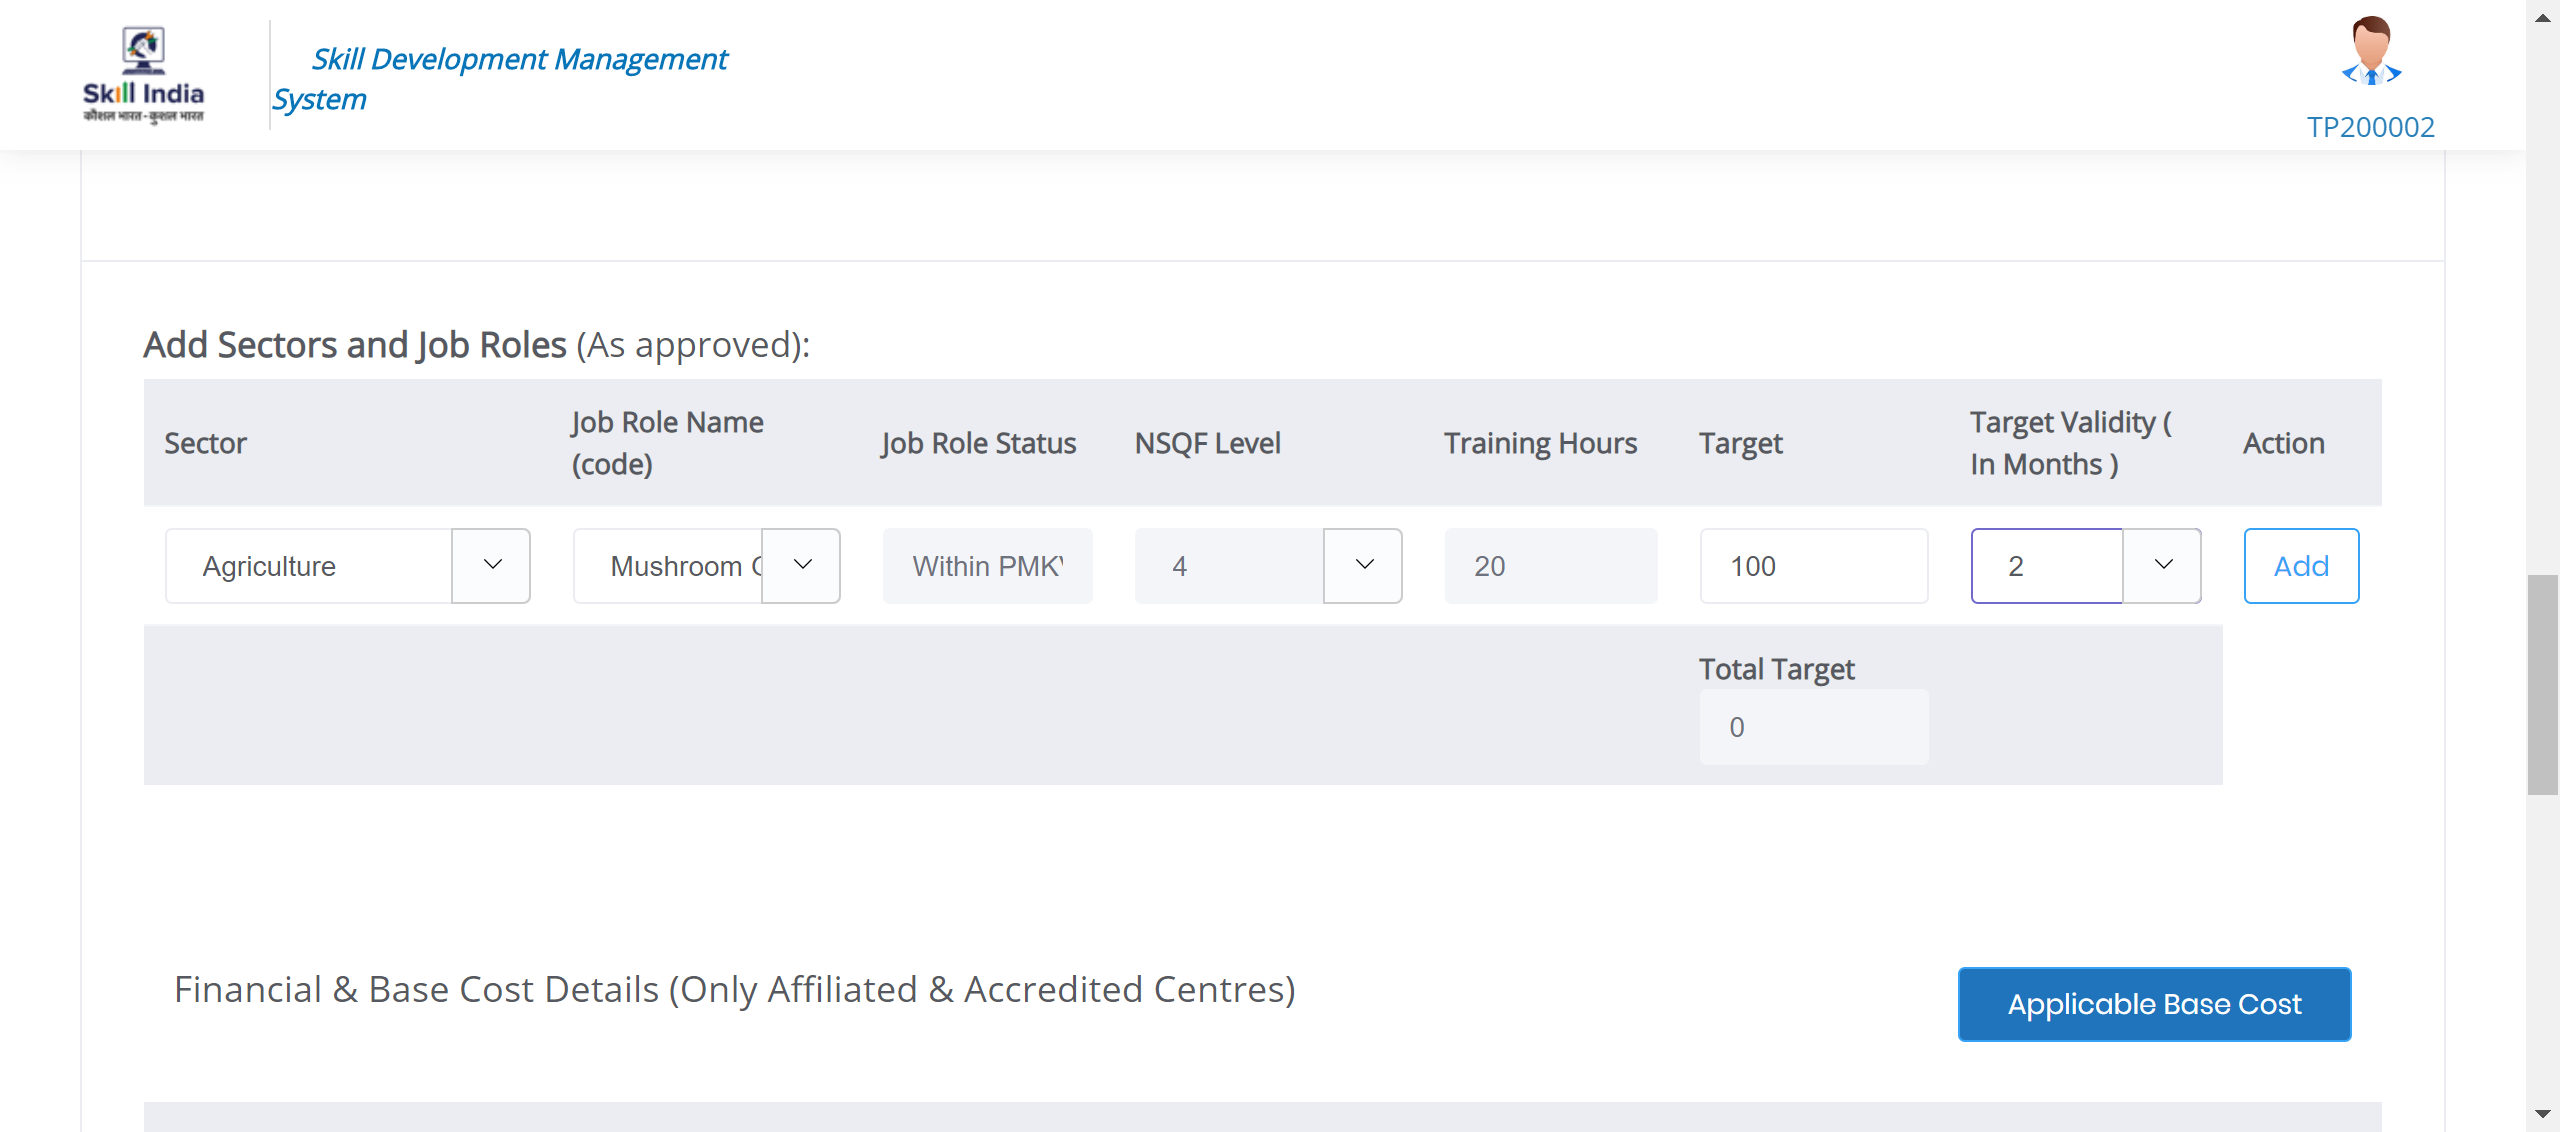 Skill India
कौशल भारत - कुशल भारत
Skill Development Management
System
TP200002
Add Sectors and Job Roles (As approved):
Sector
Job Role Name
(code)
Job Role Status
NSQF Level
Training Hours
Target
Target Validity (
In Months )
Action
Agriculture
Mushroom
Within PMK
4
20
100
2
Add
Total Target
0
Financial & Base Cost Details (Only Affiliated & Accredited Centres)
Applicable Base Cost